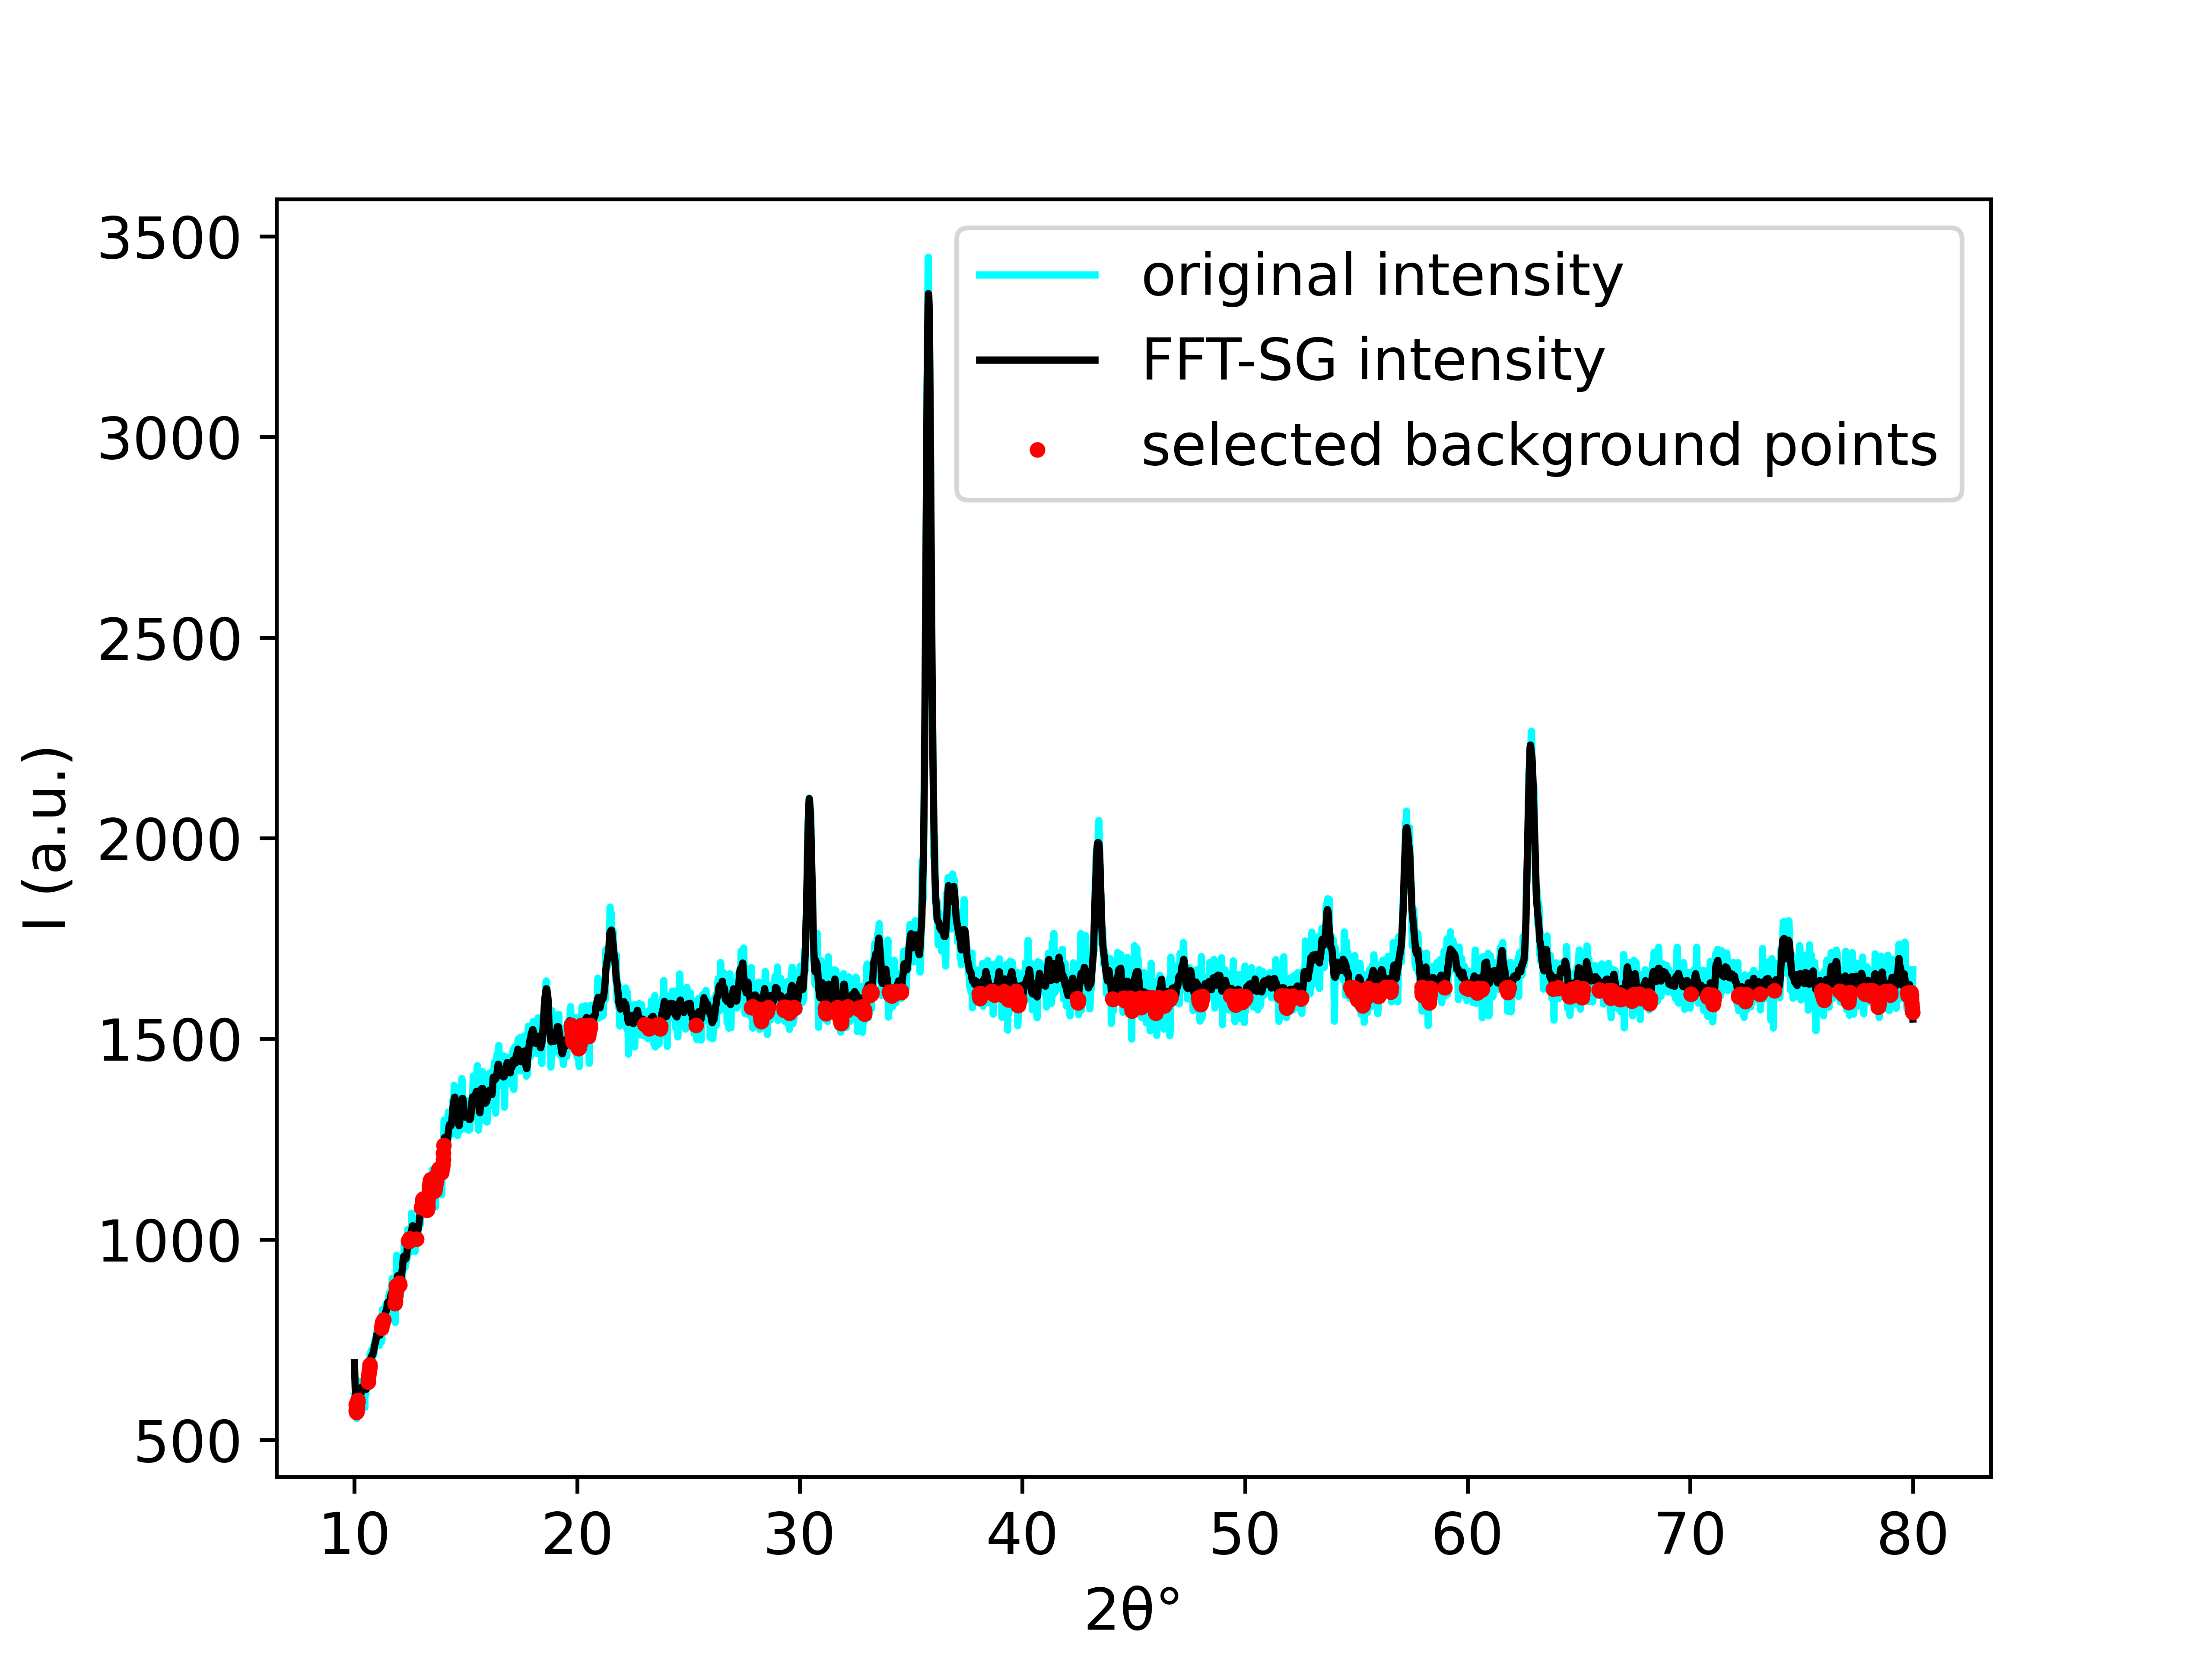 3500
3000
2500
2000
1500
1000
500
I (a.u.)
original intensity
FFT-SG intensity
selected background points
10 20 30 40 50 60 70 80
2θ°